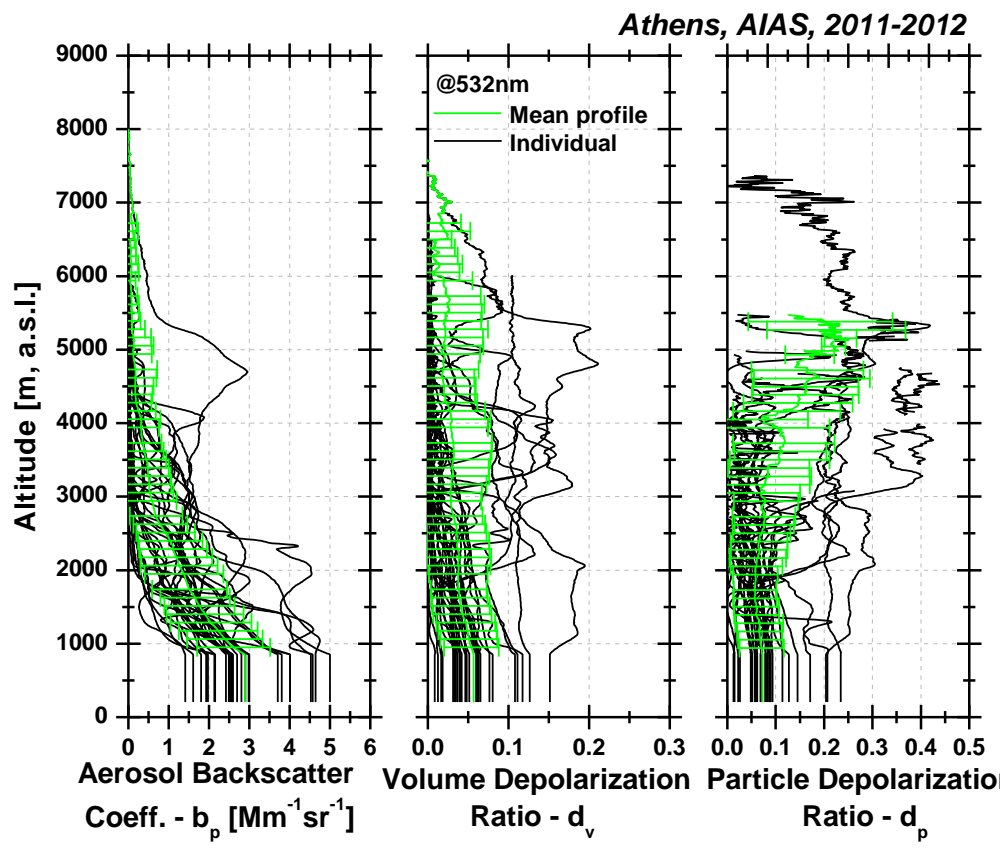 Athens, AIAS, 2011-2012
9000
8000
7000
6000
5000
4000
3000
2000
1000
0
Altitude [m, a.s.l.]
@532nm
Mean profile
Individual
0 1 2 3 4 5 6
0.0 0.1 0.2 0.3
0.0 0.1 0.2 0.3 0.4 0.5
Aerosol Backscatter
Coeff. - b_p [Mm^-1 sr^-1]
Volume Depolarization
Ratio - d_v
Particle Depolarization
Ratio - d_p